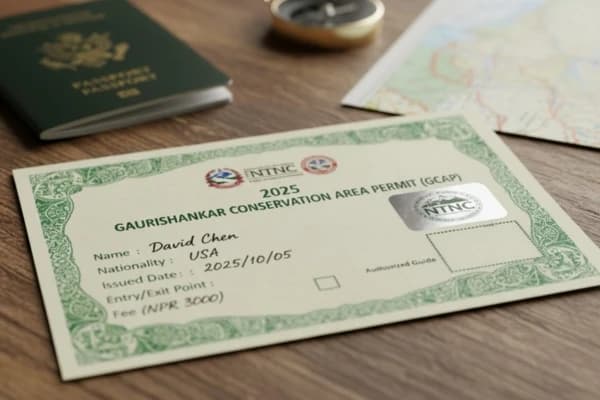 PASSPORT
NTNC
2025
GAURISHANKAR CONSERVATION AREA PERMIT (GCAP)
NTNC
Name : David Chen
Nationality : USA
Issued Date : 2025/10/05
Entry/Exit Point :
Fee (NPR 3000)
Authorized Guide